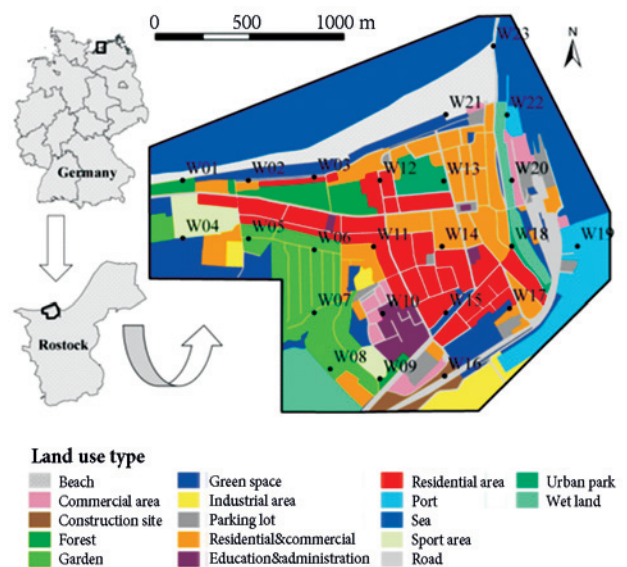 0 500 1000 m
N
W23
W21
W22
W01 W02 W03 W12 W13 W20
Germany
W04 W05 W06 W11 W14 W18 W19
W07 W10 W15 W17
Rostock
W08 W09 W16
Land use type
Beach Green space Residential area Urban park
Commercial area Industrial area Port Wet land
Construction site Parking lot Sea
Forest Residential&commercial Sport area
Garden Education&administration Road